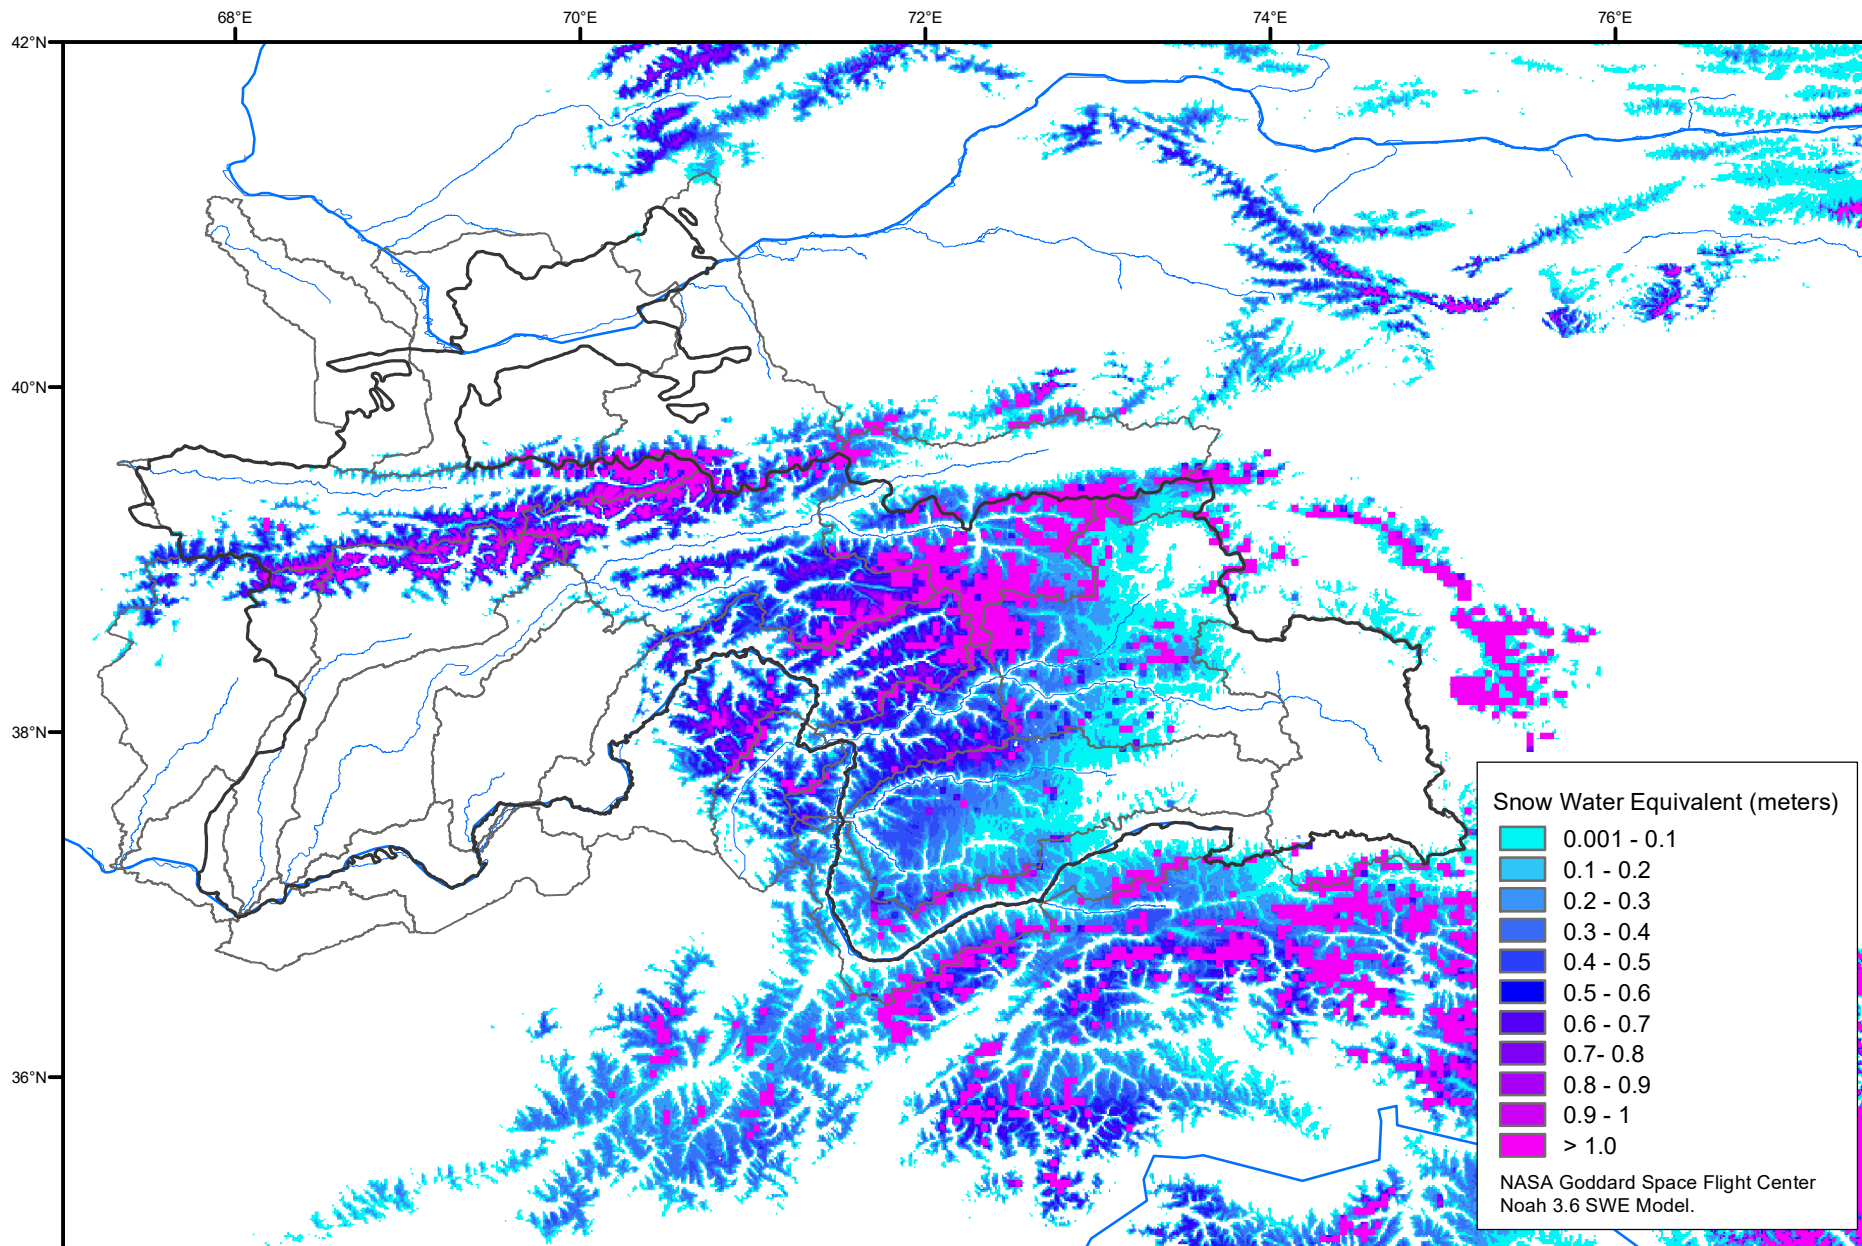 68°E 70°E 72°E 74°E 76°E
42°N
40°N
38°N
36°N
Snow Water Equivalent (meters)
0.001 - 0.1
0.1 - 0.2
0.2 - 0.3
0.3 - 0.4
0.4 - 0.5
0.5 - 0.6
0.6 - 0.7
0.7- 0.8
0.8 - 0.9
0.9 - 1
> 1.0
NASA Goddard Space Flight Center
Noah 3.6 SWE Model.